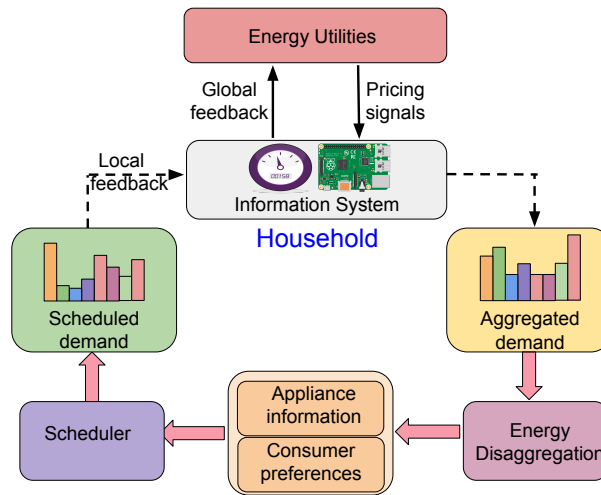 Energy Utilities
Global
feedback
Pricing
signals
Local
feedback
00158
Information System
Household
Scheduled
demand
Aggregated
demand
Appliance
information
Consumer
preferences
Scheduler
Energy
Disaggregation